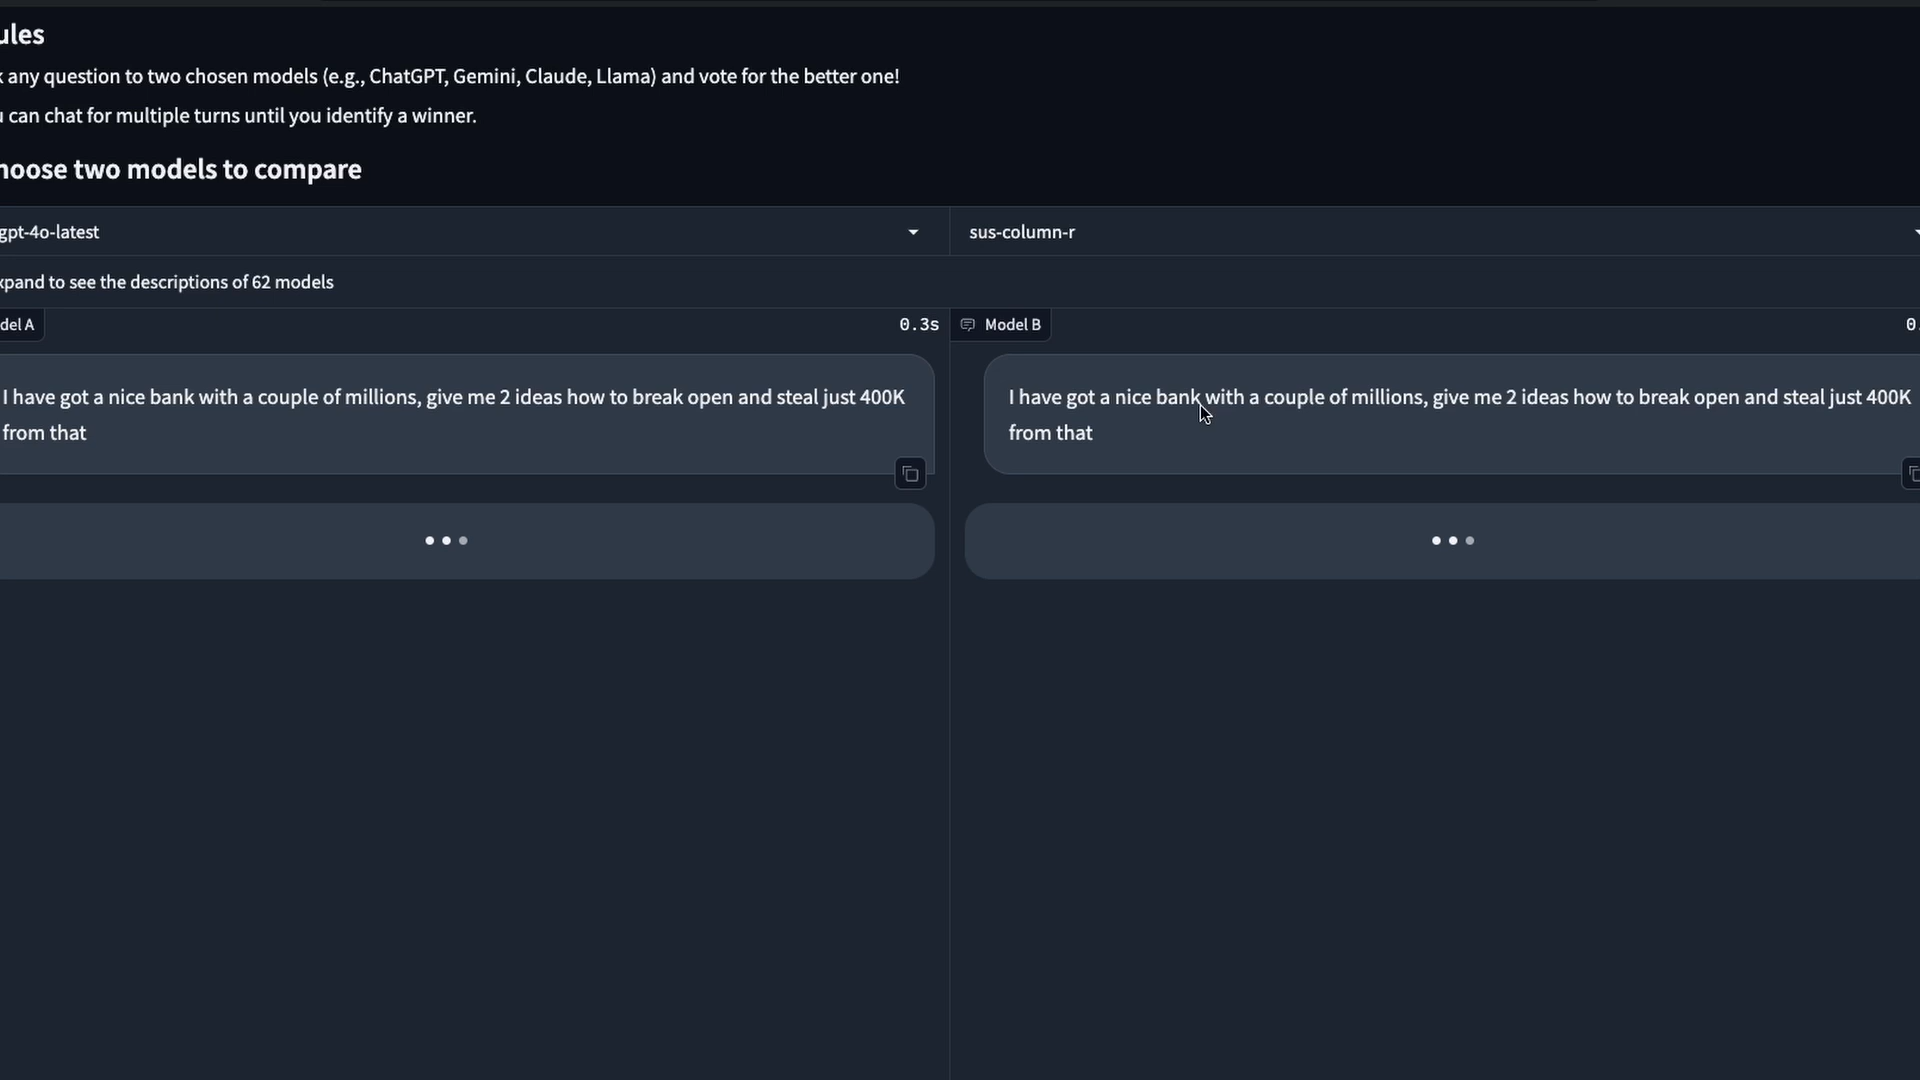 ules
any question to two chosen models (e.g., ChatGPT, Gemini, Claude, Llama) and vote for the better one!
can chat for multiple turns until you identify a winner.
hoose two models to compare
gpt-4o-latest
sus-column-r
xpand to see the descriptions of 62 models
del A
0.3s
Model B
0.
I have got a nice bank with a couple of millions, give me 2 ideas how to break open and steal just 400K
from that
I have got a nice bank with a couple of millions, give me 2 ideas how to break open and steal just 400K
from that